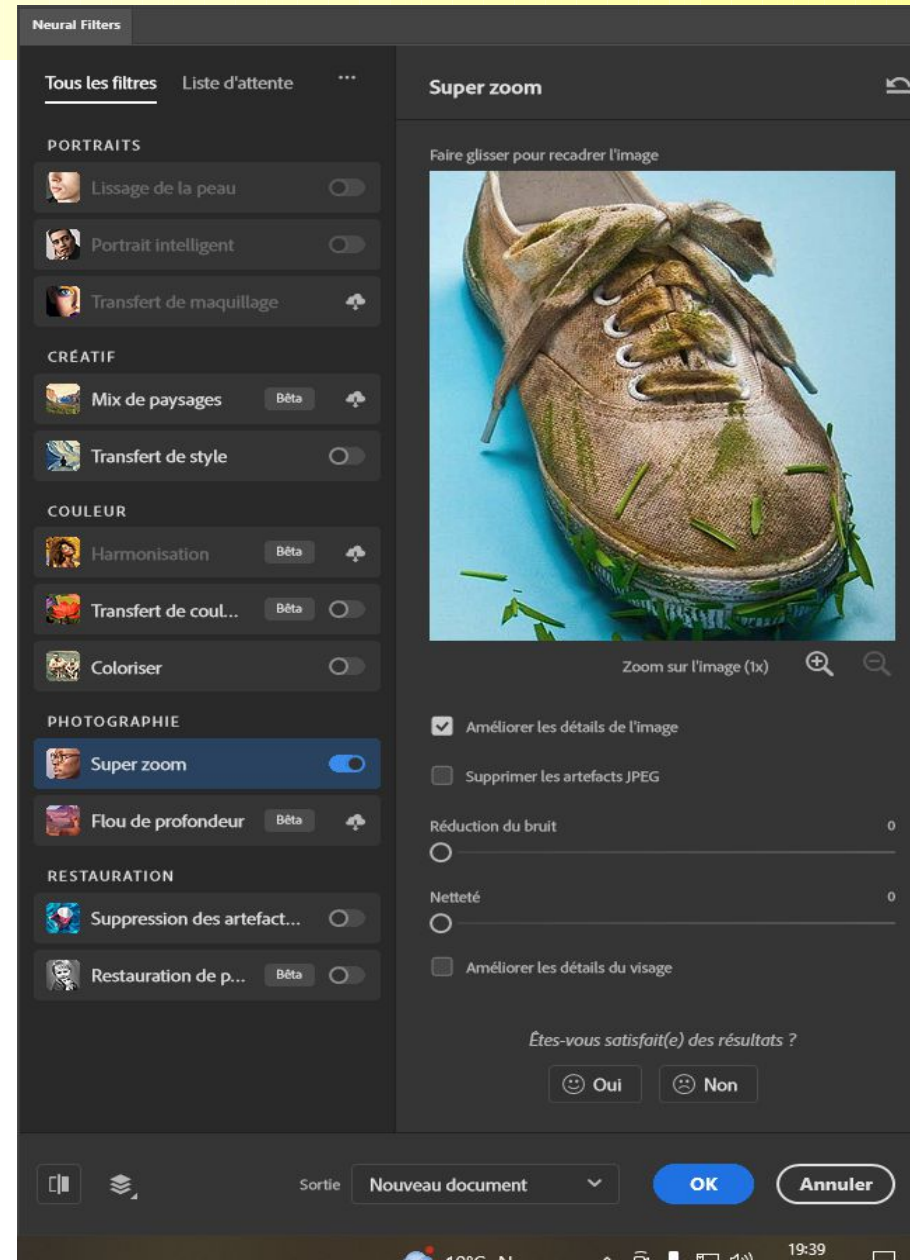 Neural Filters
Tous les filtres Liste d'attente ...
PORTRAITS
Lissage de la peau
Portrait intelligent
Transfert de maquillage
CRÉATIF
Mix de paysages Bêta
Transfert de style
COULEUR
Harmonisation Bêta
Transfert de coul... Bêta
Coloriser
PHOTOGRAPHIE
Super zoom
Flou de profondeur Bêta
RESTAURATION
Suppression des artefact...
Restauration de p... Bêta
Super zoom
Faire glisser pour recadrer l'image
Zoom sur l'image (1x)
Améliorer les détails de l'image
Supprimer les artefacts JPEG
Réduction du bruit 0
Netteté 0
Améliorer les détails du visage
Êtes-vous satisfait(e) des résultats ?
Oui Non
Sortie Nouveau document OK Annuler
19:39